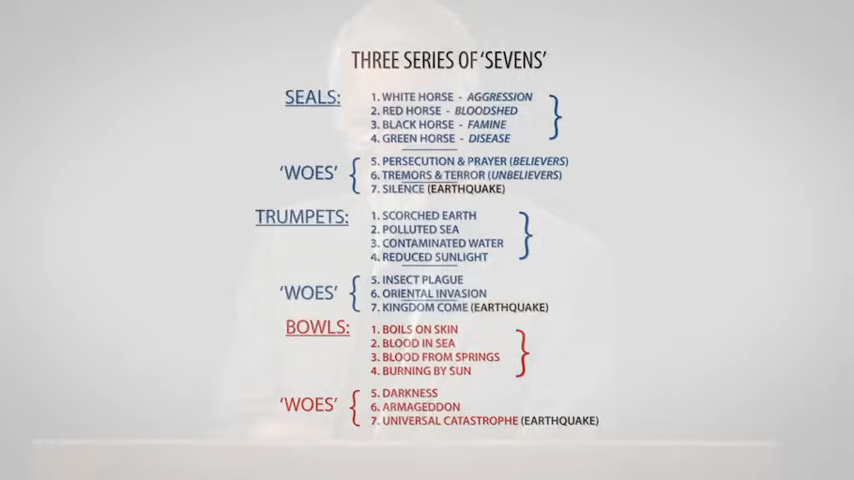 THREE SERIES OF 'SEVENS'
SEALS:
1. WHITE HORSE - AGGRESSION
2. RED HORSE - BLOODSHED
3. BLACK HORSE - FAMINE
4. GREEN HORSE - DISEASE
'WOES'
5. PERSECUTION & PRAYER (BELIEVERS)
6. TREMORS & TERROR (UNBELIEVERS)
7. SILENCE (EARTHQUAKE)
TRUMPETS:
1. SCORCHED EARTH
2. POLLUTED SEA
3. CONTAMINATED WATER
4. REDUCED SUNLIGHT
'WOES'
5. INSECT PLAGUE
6. ORIENTAL INVASION
7. KINGDOM COME (EARTHQUAKE)
BOWLS:
1. BOILS ON SKIN
2. BLOOD IN SEA
3. BLOOD FROM SPRINGS
4. BURNING BY SUN
'WOES'
5. DARKNESS
6. ARMAGEDDON
7. UNIVERSAL CATASTROPHE (EARTHQUAKE)